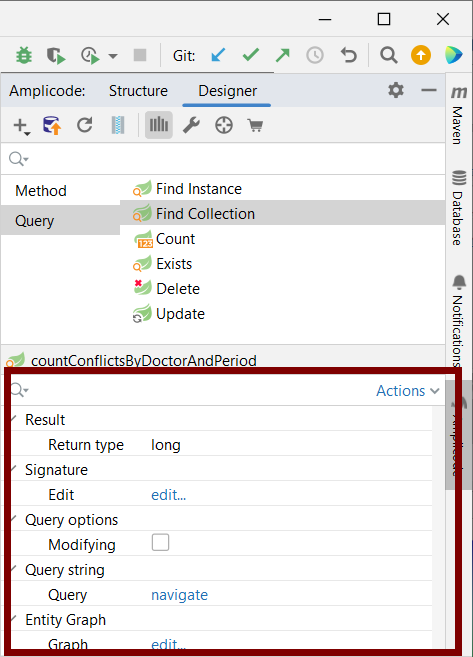 Git:
Amplicode: Structure Designer
Method
Query
Find Instance
Find Collection
123
Count
Exists
Delete
Update
countConflictsByDoctorAndPeriod
Actions
Result
Return type long
Signature
Edit edit...
Query options
Modifying
Query string
Query navigate
Entity Graph
Graph edit...
m
Maven
Database
Notifications
Amplicode